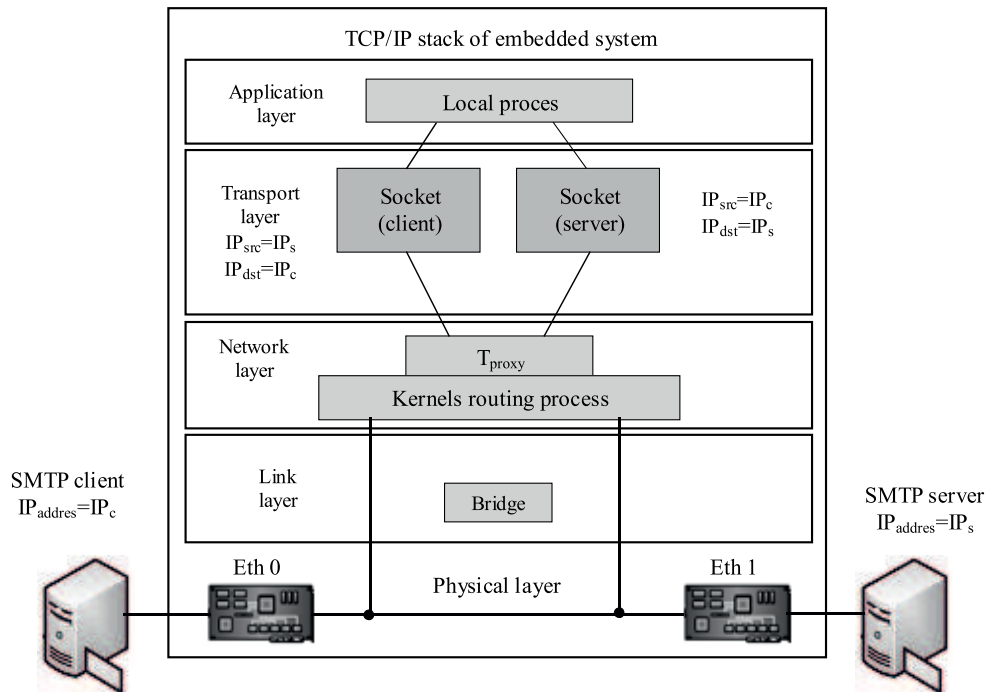 TCP/IP stack of embedded system
Application
layer
Local proces
Transport
layer
IPsrc=IPs
IPdst=IPc
Socket
(client)
Socket
(server)
IPsrc=IPc
IPdst=IPs
Network
layer
Tproxy
Kernels routing process
Link
layer
Bridge
SMTP client
IPaddres=IPc
SMTP server
IPaddres=IPs
Eth 0
Physical layer
Eth 1